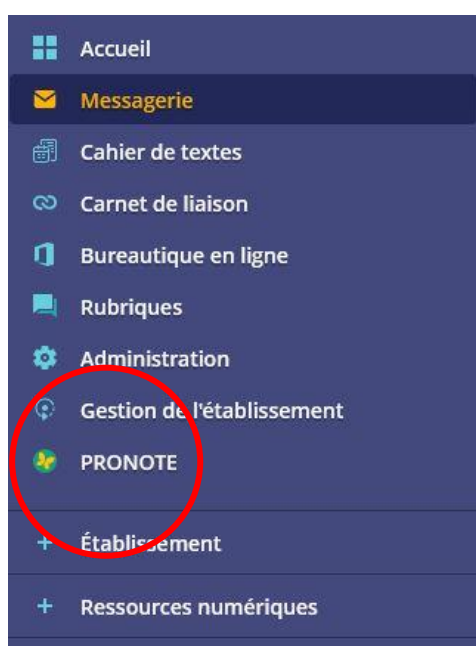 Accueil
Messagerie
Cahier de textes
Carnet de liaison
Bureautique en ligne
Rubriques
Administration
Gestion de l'établissement
PRONOTE
+ Établissement
+ Ressources numériques